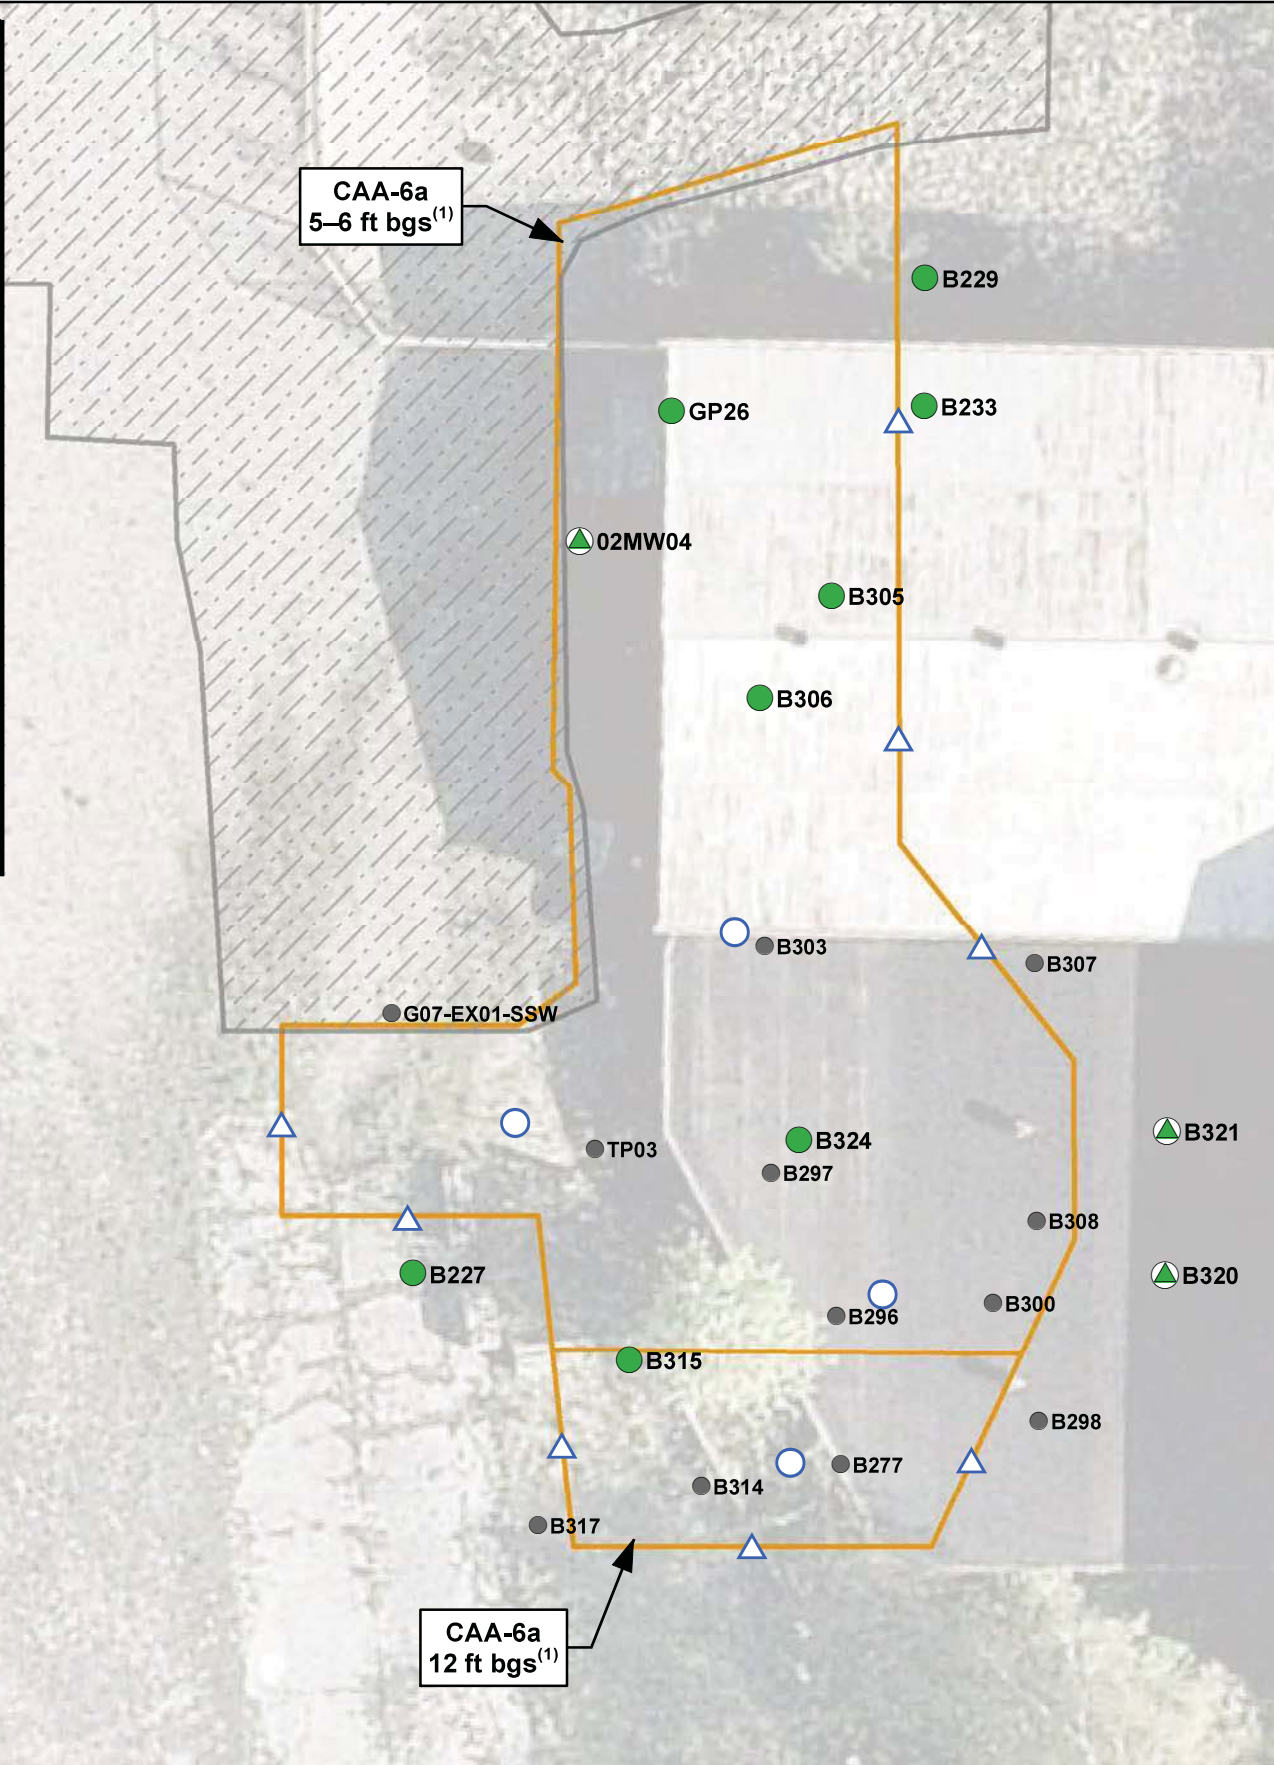 CAA-6a
5–6 ft bgs(1)
B229
B233
GP26
02MW04
B305
B306
B303
B307
G07-EX01-SSW
TP03
B324
B321
B297
B308
B227
B320
B300
B296
B315
B298
B277
B314
B317
CAA-6a
12 ft bgs(1)